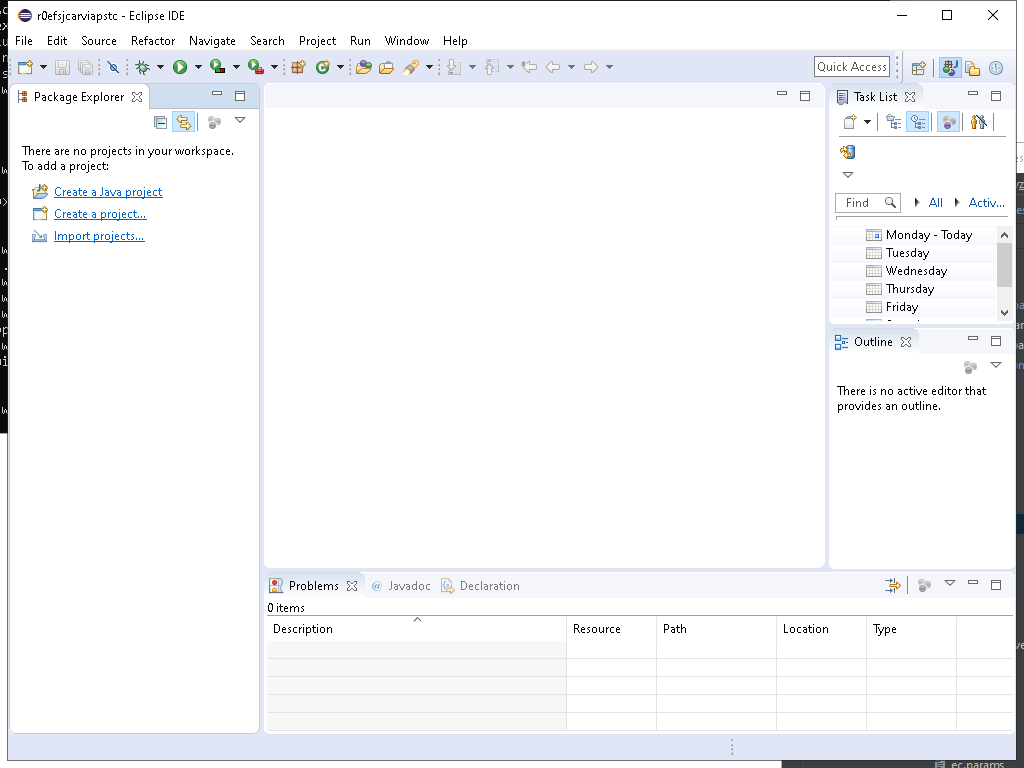 r0efsjcarviapstc - Eclipse IDE
File Edit Source Refactor Navigate Search Project Run Window Help
Quick Access
Package Explorer
There are no projects in your workspace.
To add a project:
Create a Java project
Create a project...
Import projects...
Task List
Find All Activ...
Monday - Today
Tuesday
Wednesday
Thursday
Friday
Outline
There is no active editor that
provides an outline.
Problems @ Javadoc Declaration
0 items
Description Resource Path Location Type
ec.params